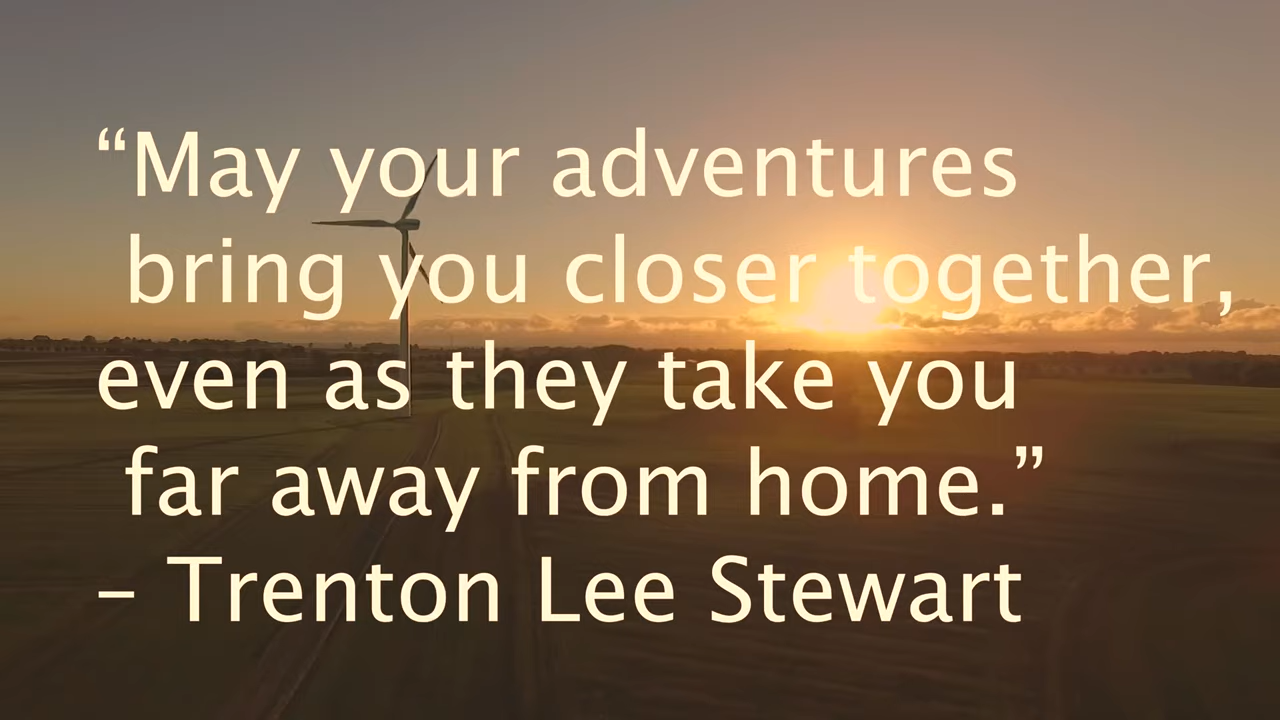 “May your adventures
bring you closer together,
even as they take you
far away from home.”
– Trenton Lee Stewart